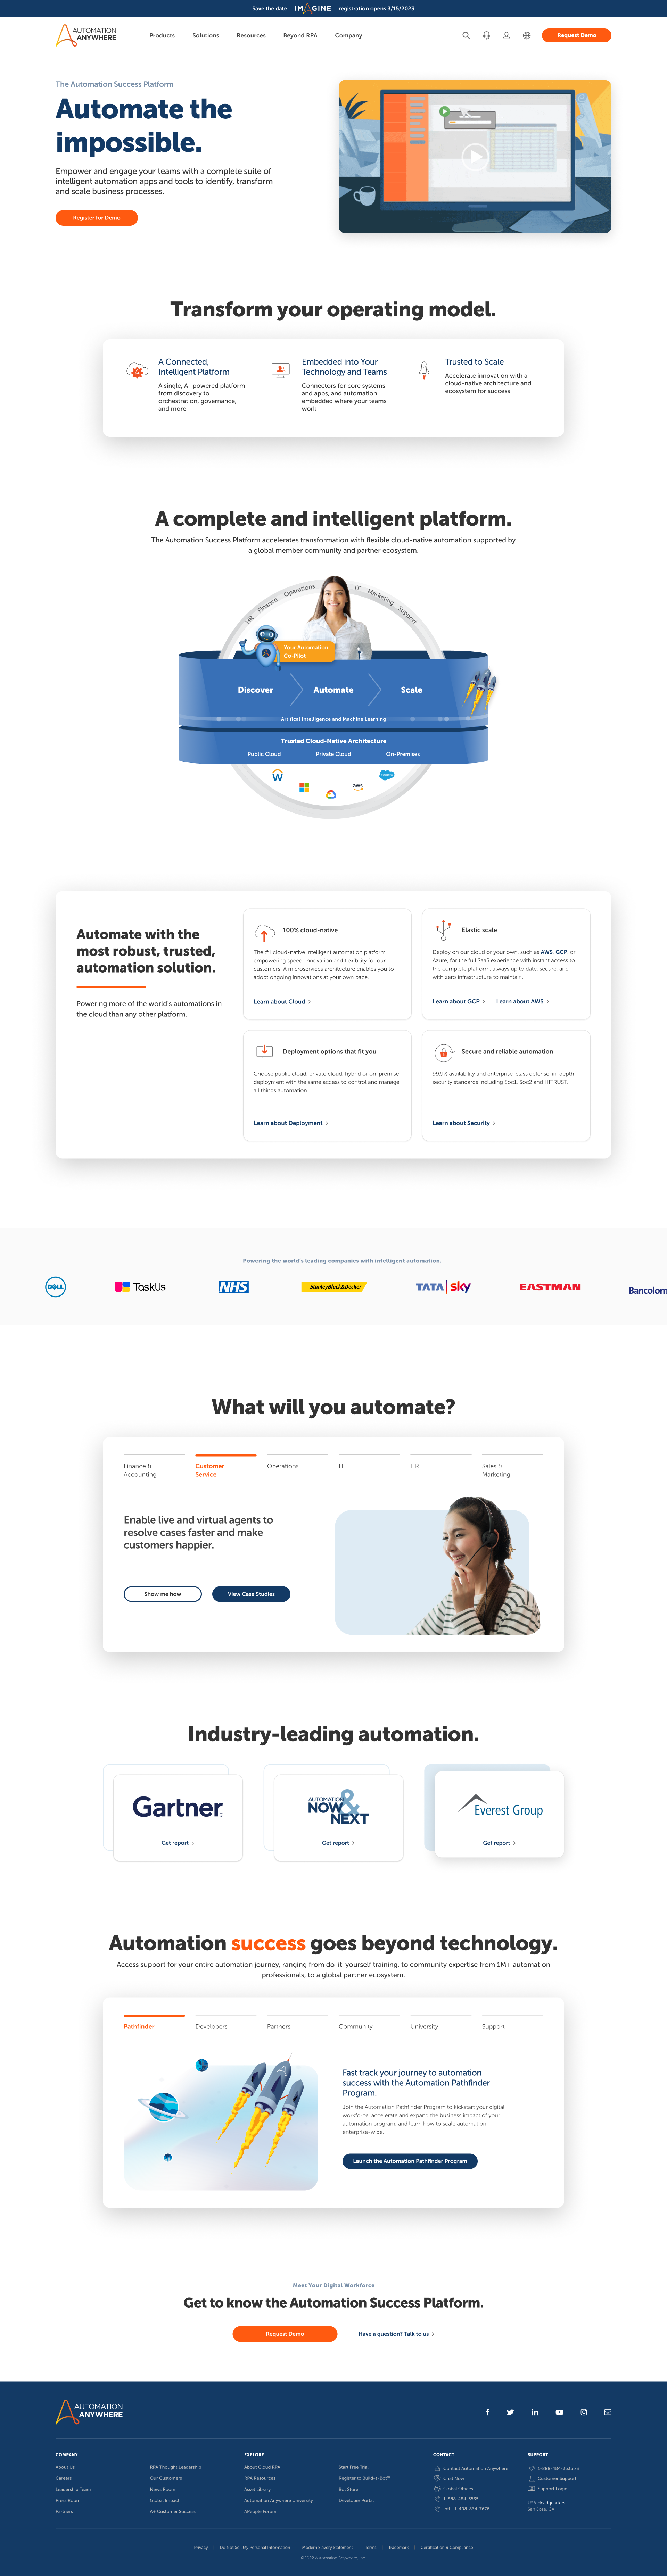 Save the date IMAGINE registration opens 3/15/2023
AUTOMATION
ANYWHERE
Products Solutions Resources Beyond RPA Company
Request Demo
The Automation Success Platform
Automate the
impossible.
Empower and engage your teams with a complete suite of
intelligent automation apps and tools to identify, transform
and scale business processes.
Register for Demo
Transform your operating model.
A Connected,
Intelligent Platform
A single, AI-powered platform
from discovery to
orchestration, governance,
and more
Embedded into Your
Technology and Teams
Connectors for core systems
and apps, and automation
embedded where your teams
work
Trusted to Scale
Accelerate innovation with a
cloud-native architecture and
ecosystem for success
A complete and intelligent platform.
The Automation Success Platform accelerates transformation with flexible cloud-native automation supported by
a global member community and partner ecosystem.
HR Finance Operations IT Marketing Support
Your Automation
Co-Pilot
Discover Automate Scale
Artifical Intelligence and Machine Learning
Trusted Cloud-Native Architecture
Public Cloud Private Cloud On-Premises
aws
Automate with the
most robust, trusted,
automation solution.
Powering more of the world's automations in
the cloud than any other platform.
100% cloud-native
The #1 cloud-native intelligent automation platform
empowering speed, innovation and flexibility for our
customers. A microservices architecture enables you to
adopt ongoing innovations at your own pace.
Learn about Cloud
Elastic scale
Deploy on our cloud or your own, such as AWS, GCP, or
Azure, for the full SaaS experience with instant access to
the complete platform, always up to date, secure, and
with zero infrastructure to maintain.
Learn about GCP Learn about AWS
Deployment options that fit you
Choose public cloud, private cloud, hybrid or on-premise
deployment with the same access to control and manage
all things automation.
Learn about Deployment
Secure and reliable automation
99.9% availability and enterprise-class defense-in-depth
security standards including Soc1, Soc2 and HITRUST.
Learn about Security
Powering the world's leading companies with intelligent automation.
DELL TaskUs NHS StanleyBlack&Decker TATA sky EASTMAN Bancolom
What will you automate?
Finance &
Accounting
Customer
Service
Operations
IT
HR
Sales &
Marketing
Enable live and virtual agents to
resolve cases faster and make
customers happier.
Show me how View Case Studies
Industry-leading automation.
Gartner
Get report
AUTOMATION
NOW &
NEXT
Get report
Everest Group
Get report
Automation success goes beyond technology.
Access support for your entire automation journey, ranging from do-it-yourself training, to community expertise from 1M+ automation
professionals, to a global partner ecosystem.
Pathfinder Developers Partners Community University Support
Fast track your journey to automation
success with the Automation Patfinder
Program.
Join the Automation Pathfinder Program to kickstart your digital
workforce, accelerate and expand the business impact of your
automation program, and learn how to scale automation
enterprise-wide.
Launch the Automation Pathfinder Program
Meet Your Digital Workforce
Get to know the Automation Success Platform.
Request Demo Have a question? Talk to us
AUTOMATION
ANYWHERE
COMPANY
About Us
Careers
Leadership Team
Press Room
Partners
RPA Thought Leadership
Our Customers
News Room
Global Impact
A+ Customer Success
EXPLORE
About Cloud RPA
RPA Resources
Asset Library
Automation Anywhere University
APeople Forum
Start Free Trial
Register to Build-a-Bot™
Bot Store
Developer Portal
CONTACT
Contact Automation Anywhere
Chat Now
Global Offices
1-888-484-3535
Intl +1-408-834-7676
SUPPORT
1-888-484-3535 x3
Customer Support
Support Login
USA Headquarters
San Jose, CA
Privacy Do Not Sell My Personal Information Modern Slavery Statement Terms Trademark Certification & Compliance
©2022 Automation Anywhere, Inc.